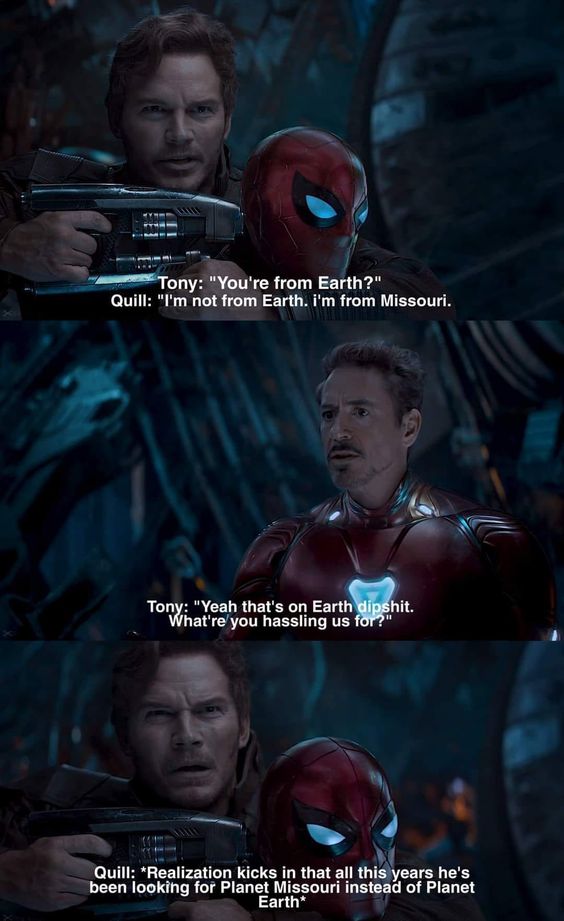 Tony: "You're from Earth?"
Quill: "I'm not from Earth. i'm from Missouri.
Tony: "Yeah that's on Earth dipshit.
What're you hassling us for?"
Quill: *Realization kicks in that all this years he's
been looking for Planet Missouri instead of Planet
Earth*